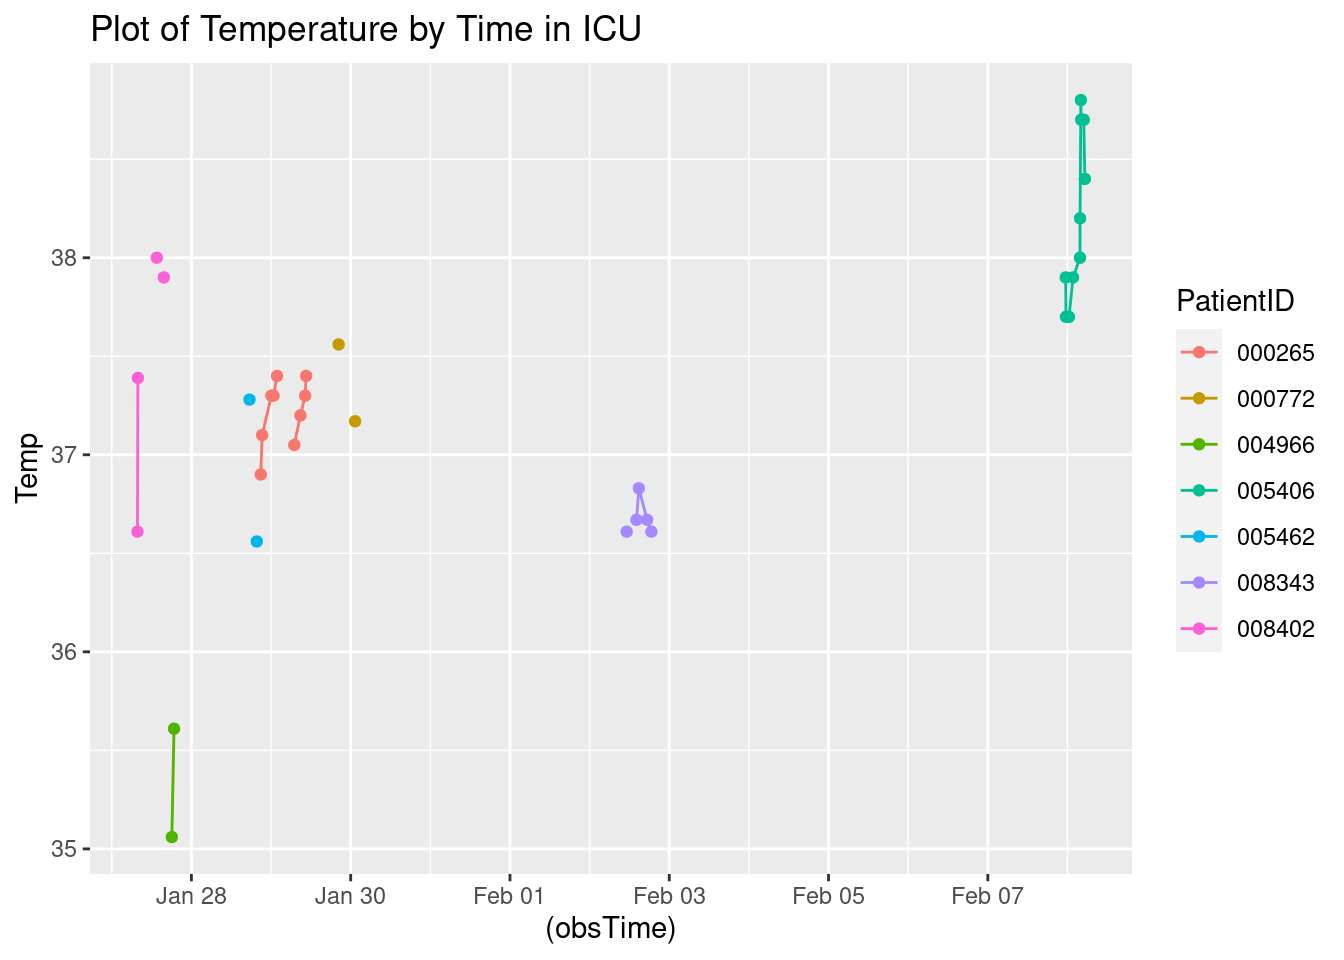 Plot of Temperature by Time in ICU
Temp
38
37
36
35
Jan 28 Jan 30 Feb 01 Feb 03 Feb 05 Feb 07
(obsTime)
PatientID
000265
000772
004966
005406
005462
008343
008402